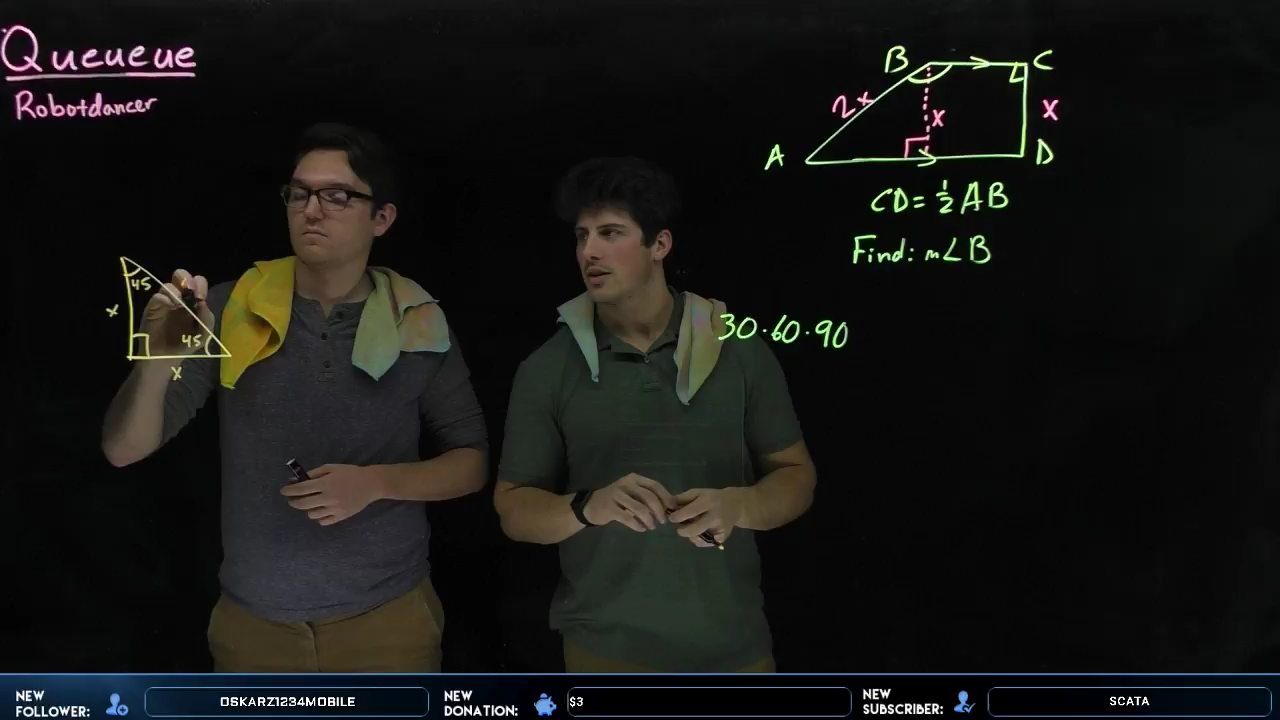 Queueue
Robotdancer
B
C
2x
x
x
A
D
CD = ½ AB
Find: m∠B
30·60·90
45
x
45
x
NEW FOLLOWER:
OSKARZ1234MOBILE
NEW DONATION:
$3
NEW SUBSCRIBER:
SCATA